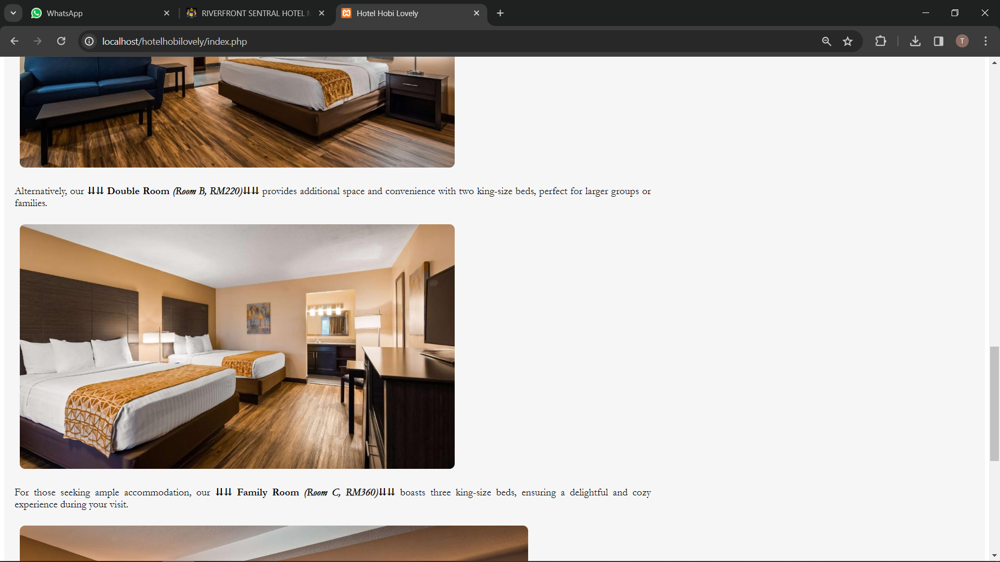 WhatsApp
RIVERFRONT SENTRAL HOTEL
Hotel Hobi Lovely
localhost/hotelhobilovely/index.php
T
Alternatively, our ⇊⇊ Double Room (Room B, RM220)⇊⇊ provides additional space and convenience with two king-size beds, perfect for larger groups or
families.
For those seeking ample accommodation, our ⇊⇊ Family Room (Room C, RM360)⇊⇊ boasts three king-size beds, ensuring a delightful and cozy
experience during your visit.